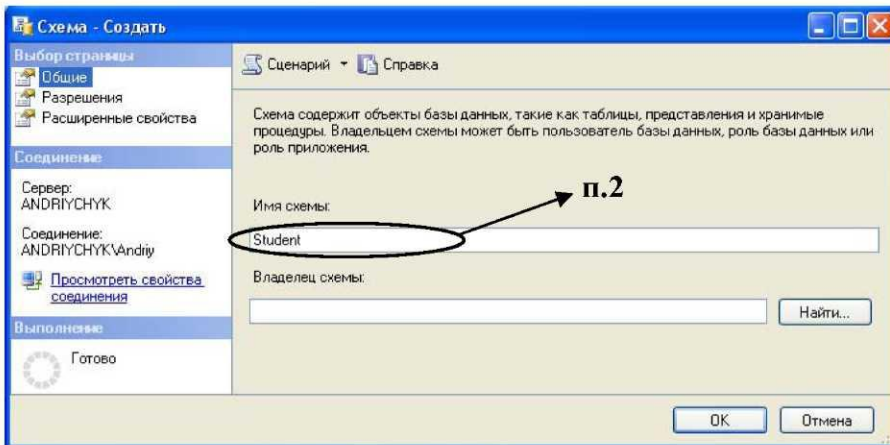 Схема - Создать
Выбор страницы
Общие
Разрешения
Расширенные свойства
Соединение
Сервер:
ANDRIYCHYK
Соединение:
ANDRIYCHYK\Andriy
Просмотреть свойства
соединения
Выполнение
Готово
Сценарий
Справка
Схема содержит объекты базы данных, такие как таблицы, представления и хранимые
процедуры. Владельцем схемы может быть пользователь базы данных, роль базы данных или
роль приложения.
п.2
Имя схемы:
Student
Владелец схемы:
Найти...
OK
Отмена